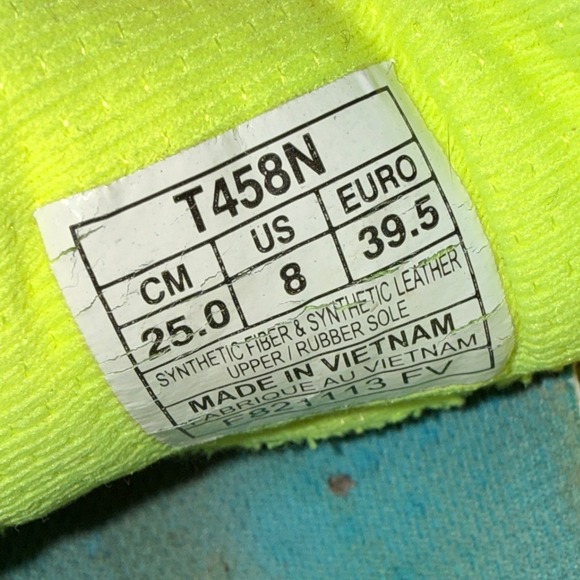 T458N
CM US EURO
25.0 8 39.5
SYNTHETIC FIBER & SYNTHETIC LEATHER
UPPER / RUBBER SOLE
MADE IN VIETNAM
FABRIQUE AU VIETNAM
FV